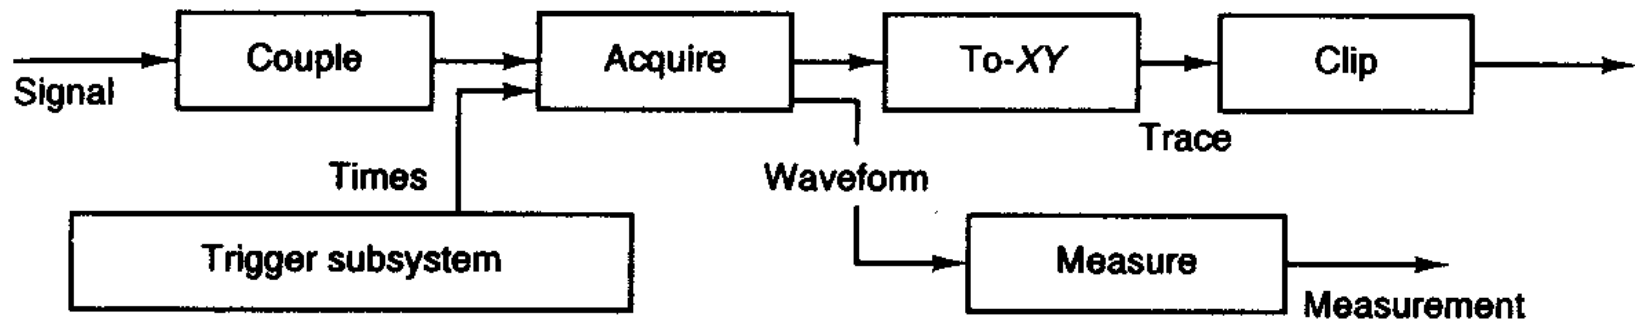 Couple
Acquire
To-XY
Clip
Signal
Trace
Times
Waveform
Trigger subsystem
Measure
Measurement